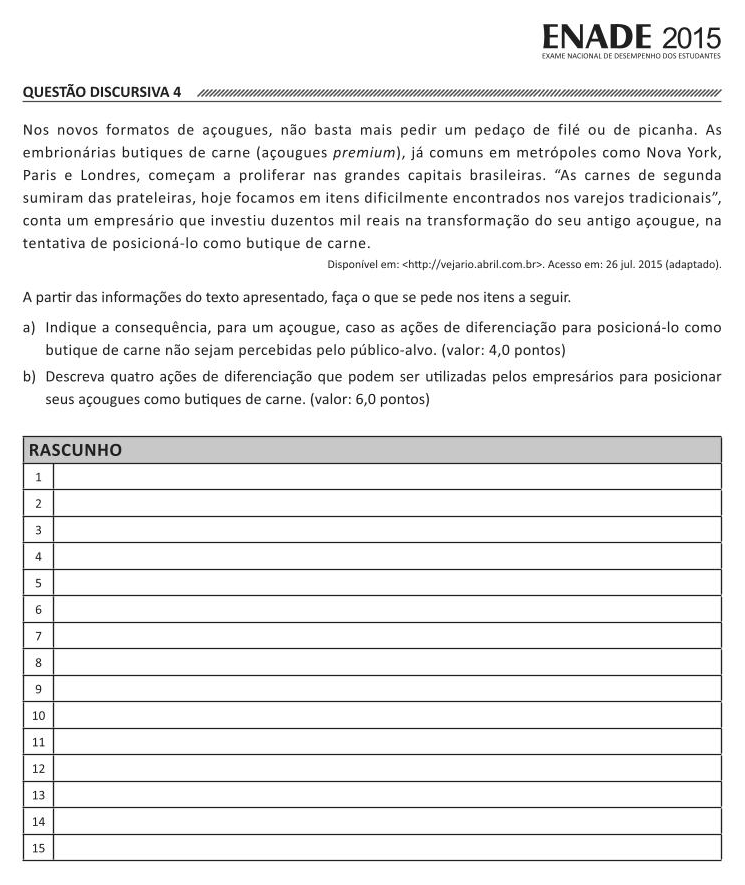 ENADE 2015
EXAME NACIONAL DE DESEMPENHO DOS ESTUDANTES
QUESTÃO DISCURSIVA 4
Nos novos formatos de açougues, não basta mais pedir um pedaço de filé ou de picanha. As
embrionárias butiques de carne (açougues premium), já comuns em metrópoles como Nova York,
Paris e Londres, começam a proliferar nas grandes capitais brasileiras. “As carnes de segunda
sumiram das prateleiras, hoje focamos em itens dificilmente encontrados nos varejos tradicionais”,
conta um empresário que investiu duzentos mil reais na transformação do seu antigo açougue, na
tentativa de posicioná-lo como butique de carne.
Disponível em: <http://vejario.abril.com.br>. Acesso em: 26 jul. 2015 (adaptado).
A partir das informações do texto apresentado, faça o que se pede nos itens a seguir.
a) Indique a consequência, para um açougue, caso as ações de diferenciação para posicioná-lo como
butique de carne não sejam percebidas pelo público-alvo. (valor: 4,0 pontos)
b) Descreva quatro ações de diferenciação que podem ser utilizadas pelos empresários para posicionar
seus açougues como butiques de carne. (valor: 6,0 pontos)
RASCUNHO
1
2
3
4
5
6
7
8
9
10
11
12
13
14
15